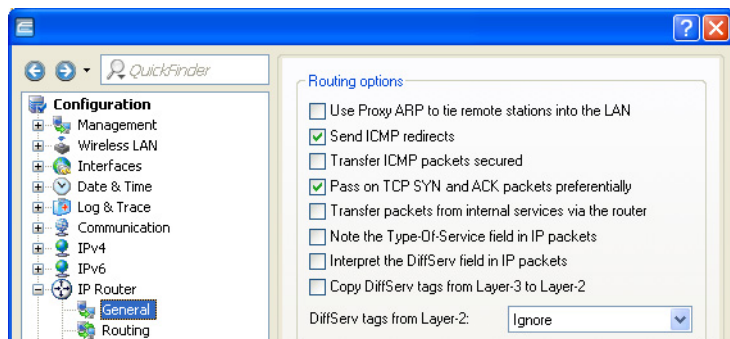 QuickFinder
Configuration
Management
Wireless LAN
Interfaces
Date & Time
Log & Trace
Communication
IPv4
IPv6
IP Router
General
Routing
Routing options
Use Proxy ARP to tie remote stations into the LAN
Send ICMP redirects
Transfer ICMP packets secured
Pass on TCP SYN and ACK packets preferentially
Transfer packets from internal services via the router
Note the Type-Of-Service field in IP packets
Interpret the DiffServ field in IP packets
Copy DiffServ tags from Layer-3 to Layer-2
DiffServ tags from Layer-2: Ignore